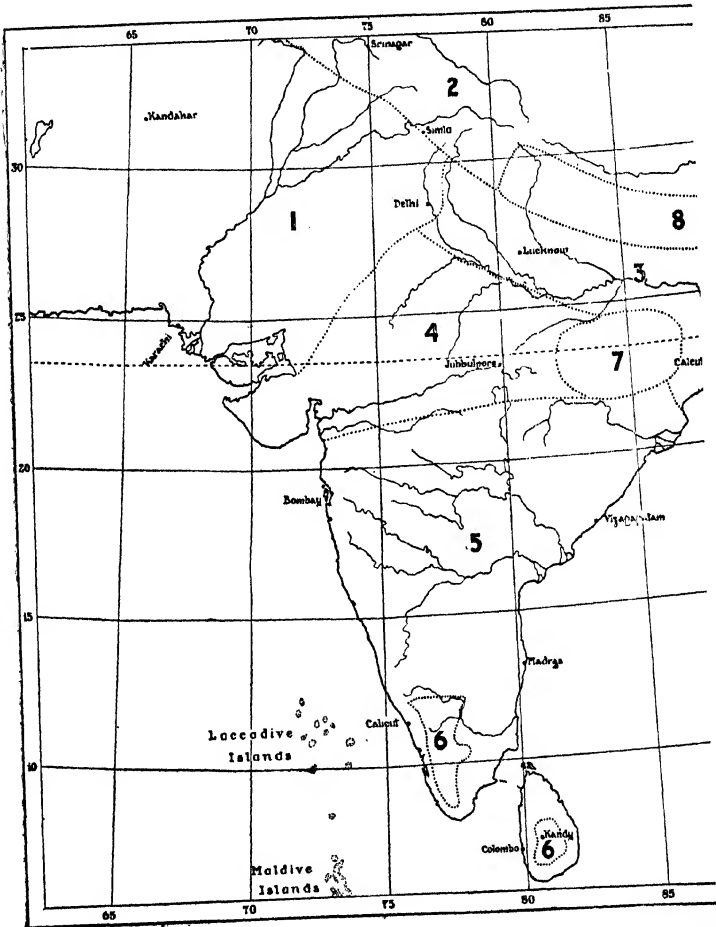 65 70 75 80 85
Srinagar
2
Kandahar
Simla
30
Delhi
1
8
Lucknow
3
25
4
Karachi
Jubbulpore
7
Calcut
20
Bombay
Vizagapatam
5
15
Madras
Calicut
6
Laccadive
Islands
10
Kandy
Colombo
6
Maldive
Islands
65 70 75 80 85